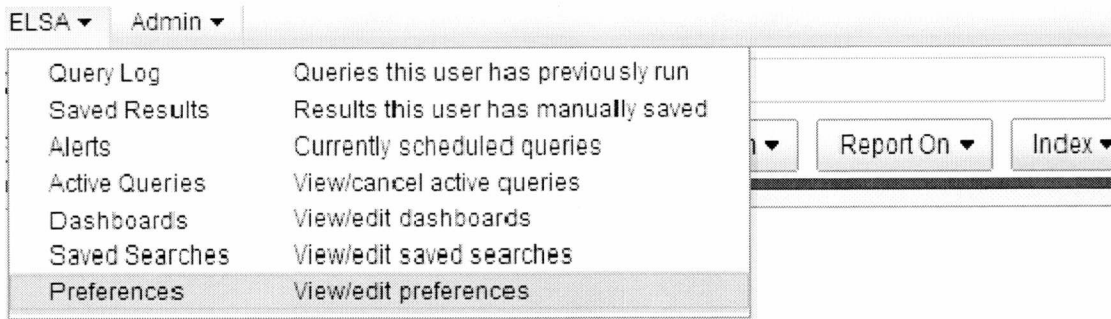 ELSA ▾ Admin ▾
Query Log Queries this user has previously run
Saved Results Results this user has manually saved
Alerts Currently scheduled queries
Report On ▾ Index ▾
Active Queries View/cancel active queries
Dashboards View/edit dashboards
Saved Searches View/edit saved searches
Preferences View/edit preferences